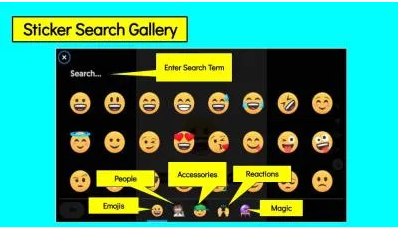 Sticker Search Gallery
Search...
Enter Search Term
People
Accessories
Reactions
Emojis
Magic